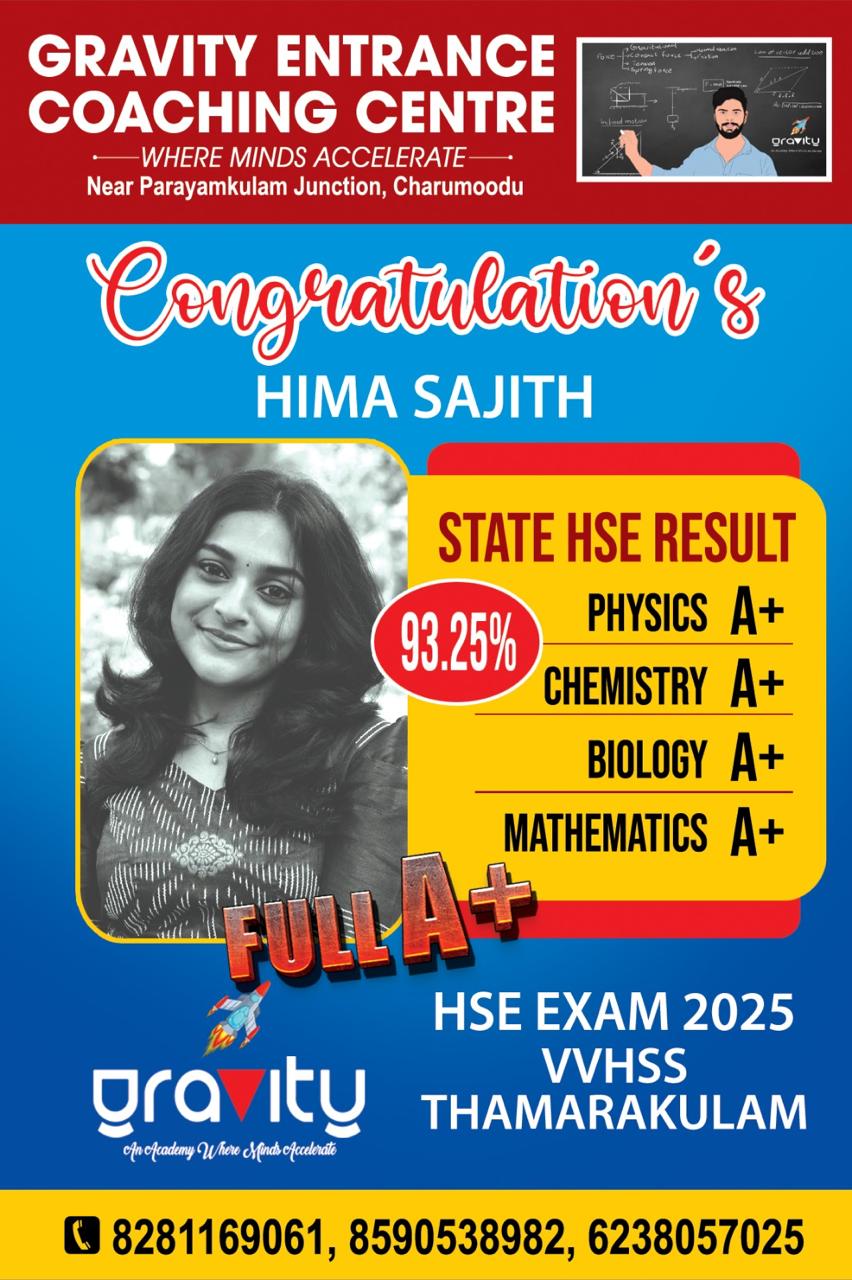 GRAVITY ENTRANCE
COACHING CENTRE
WHERE MINDS ACCELERATE
Near Parayamkulam Junction, Charumoodu
gravity
Congratulation's
HIMA SAJITH
STATE HSE RESULT
93.25%
PHYSICS A+
CHEMISTRY A+
BIOLOGY A+
MATHEMATICS A+
FULL A+
HSE EXAM 2025
VVHSS
THAMARAKULAM
gravity
An Academy Where Minds Accelerate
8281169061, 8590538982, 6238057025